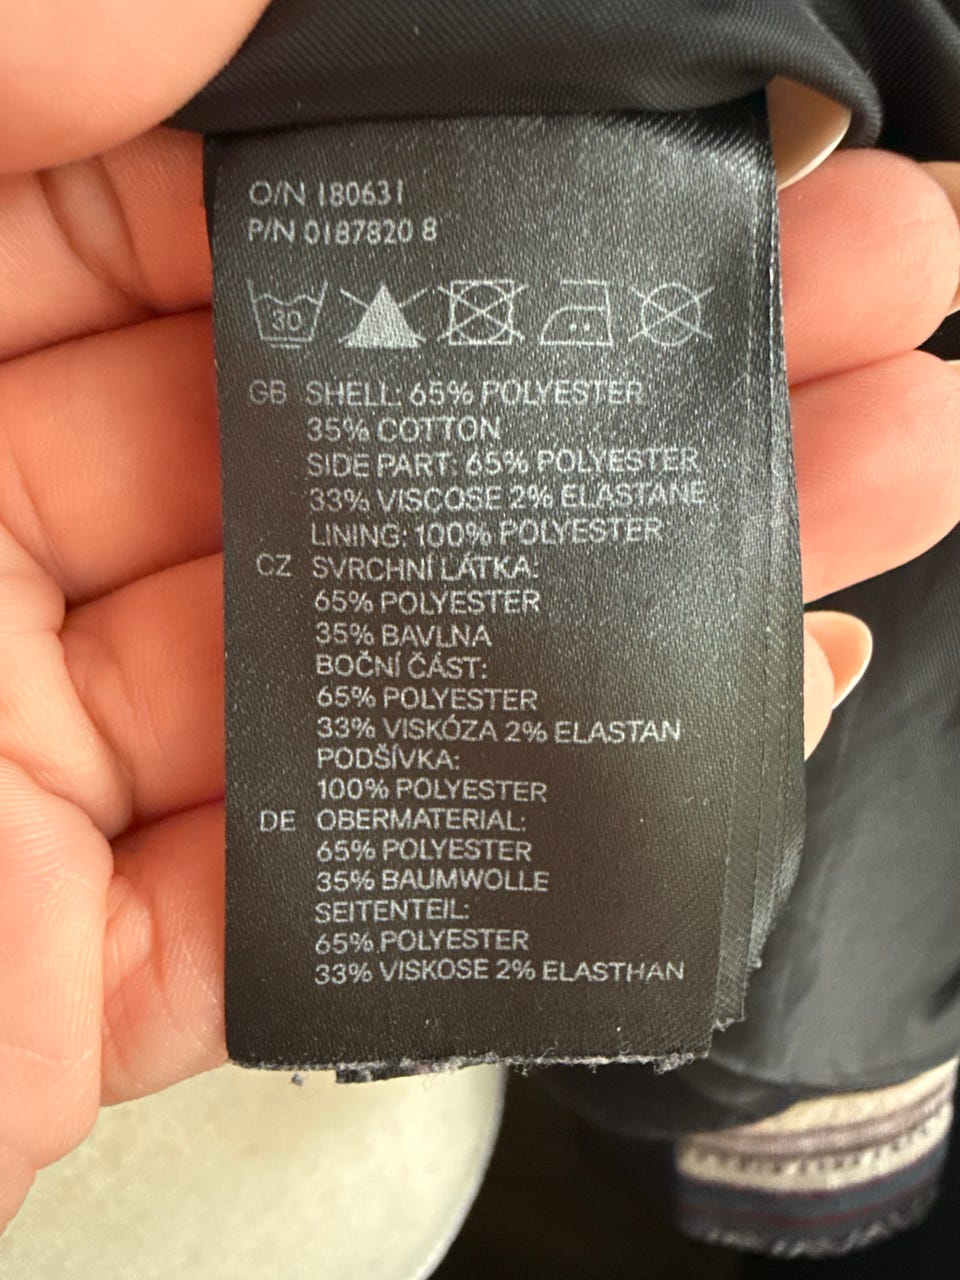 O/N 180631
P/N 0187820 8
30
GB SHELL: 65% POLYESTER
35% COTTON
SIDE PART: 65% POLYESTER
33% VISCOSE 2% ELASTANE
LINING: 100% POLYESTER
CZ SVRCHNÍ LÁTKA:
65% POLYESTER
35% BAVLNA
BOČNÍ ČÁST:
65% POLYESTER
33% VISKÓZA 2% ELASTAN
PODŠÍVKA:
100% POLYESTER
DE OBERMATERIAL:
65% POLYESTER
35% BAUMWOLLE
SEITENTEIL:
65% POLYESTER
33% VISKOSE 2% ELASTHAN